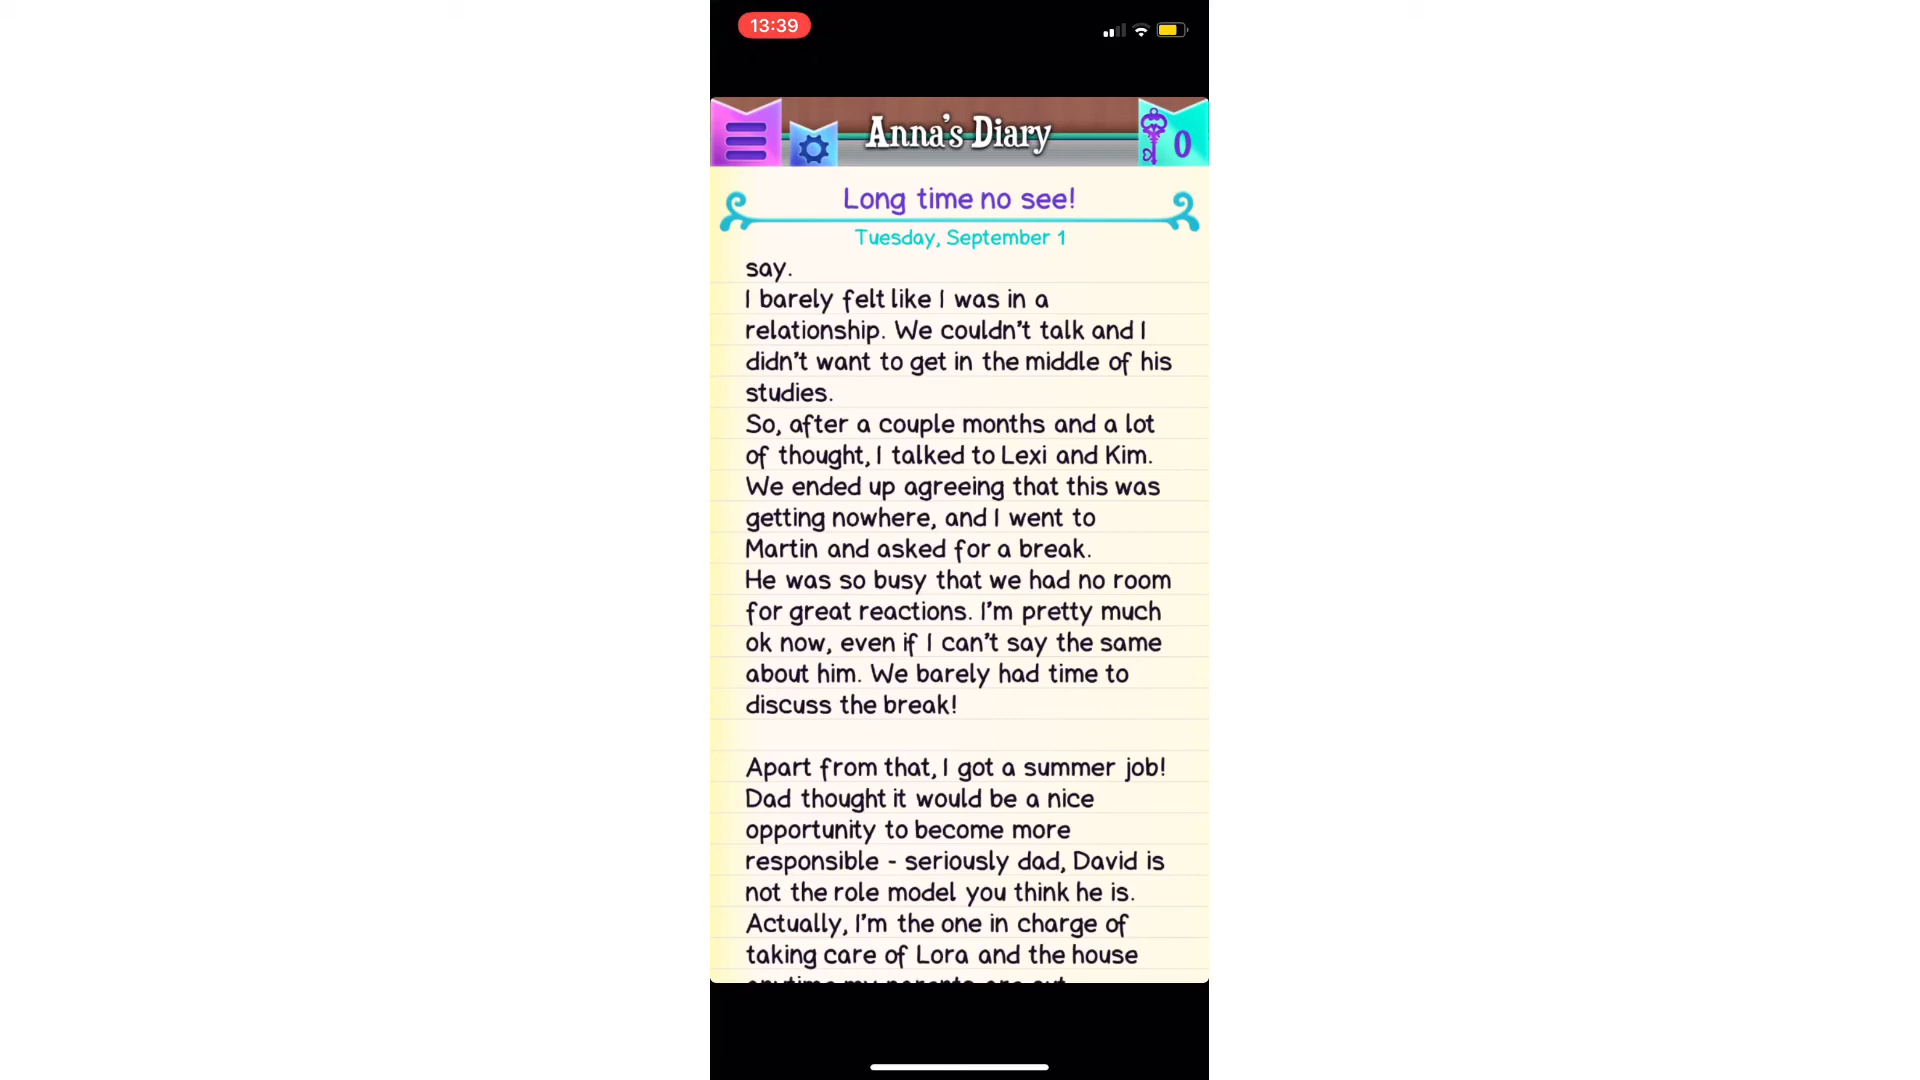 13:39
Anna's Diary
0
Long time no see!
Tuesday, September 1
say.
I barely felt like I was in a
relationship. We couldn't talk and I
didn't want to get in the middle of his
studies.
So, after a couple months and a lot
of thought, I talked to Lexi and Kim.
We ended up agreeing that this was
getting nowhere, and I went to
Martin and asked for a break.
He was so busy that we had no room
for great reactions. I'm pretty much
ok now, even if I can't say the same
about him. We barely had time to
discuss the break!
Apart from that, I got a summer job!
Dad thought it would be a nice
opportunity to become more
responsible - seriously dad, David is
not the role model you think he is.
Actually, I'm the one in charge of
taking care of Lora and the house
anytime my parents are out